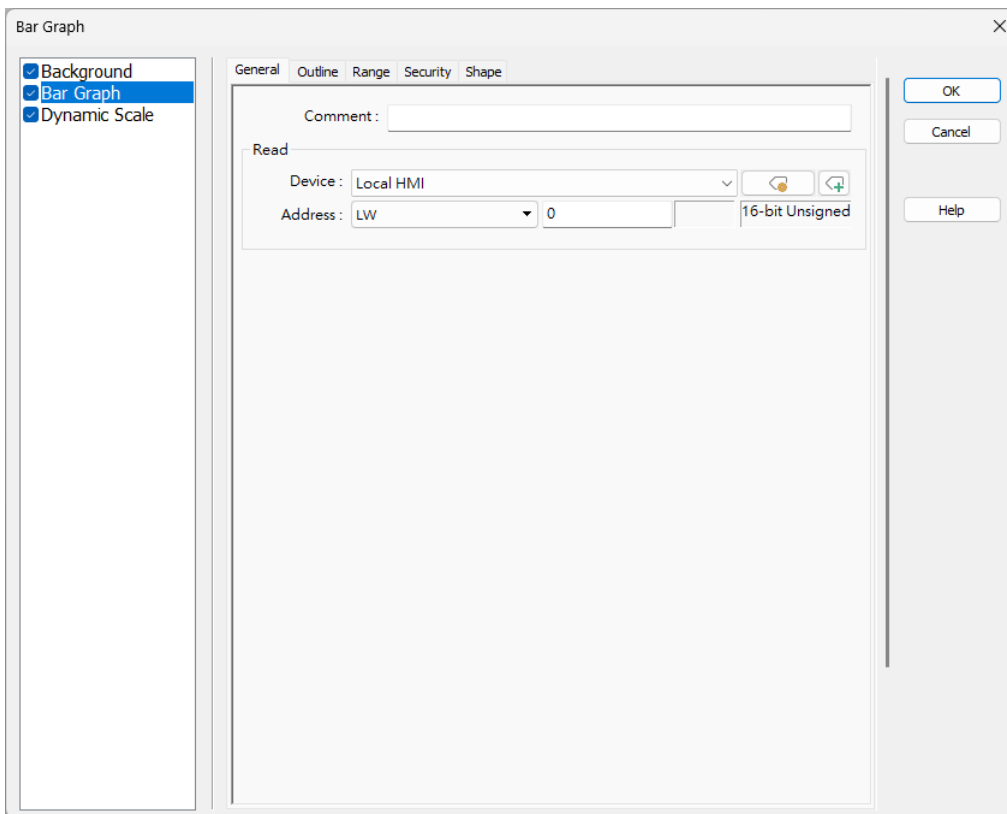 Bar Graph
Background
Bar Graph
Dynamic Scale
General Outline Range Security Shape
Comment :
Read
Device : Local HMI
Address : LW 0 16-bit Unsigned
OK
Cancel
Help